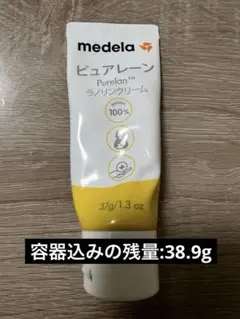 medela
ピュアレーン
Purelan™
ラノリンクリーム
100%
37g/1.3 oz
容器込みの残量:38.9g